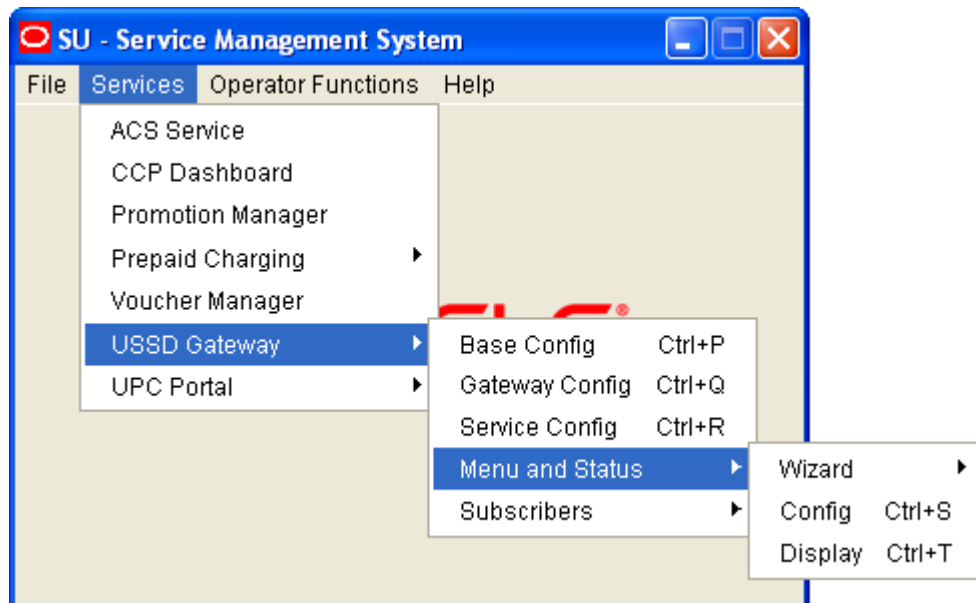 SU - Service Management System
File Services Operator Functions Help
ACS Service
CCP Dashboard
Promotion Manager
Prepaid Charging
Voucher Manager
USSD Gateway
UPC Portal
Base Config Ctrl+P
Gateway Config Ctrl+Q
Service Config Ctrl+R
Menu and Status
Subscribers
Wizard
Config Ctrl+S
Display Ctrl+T